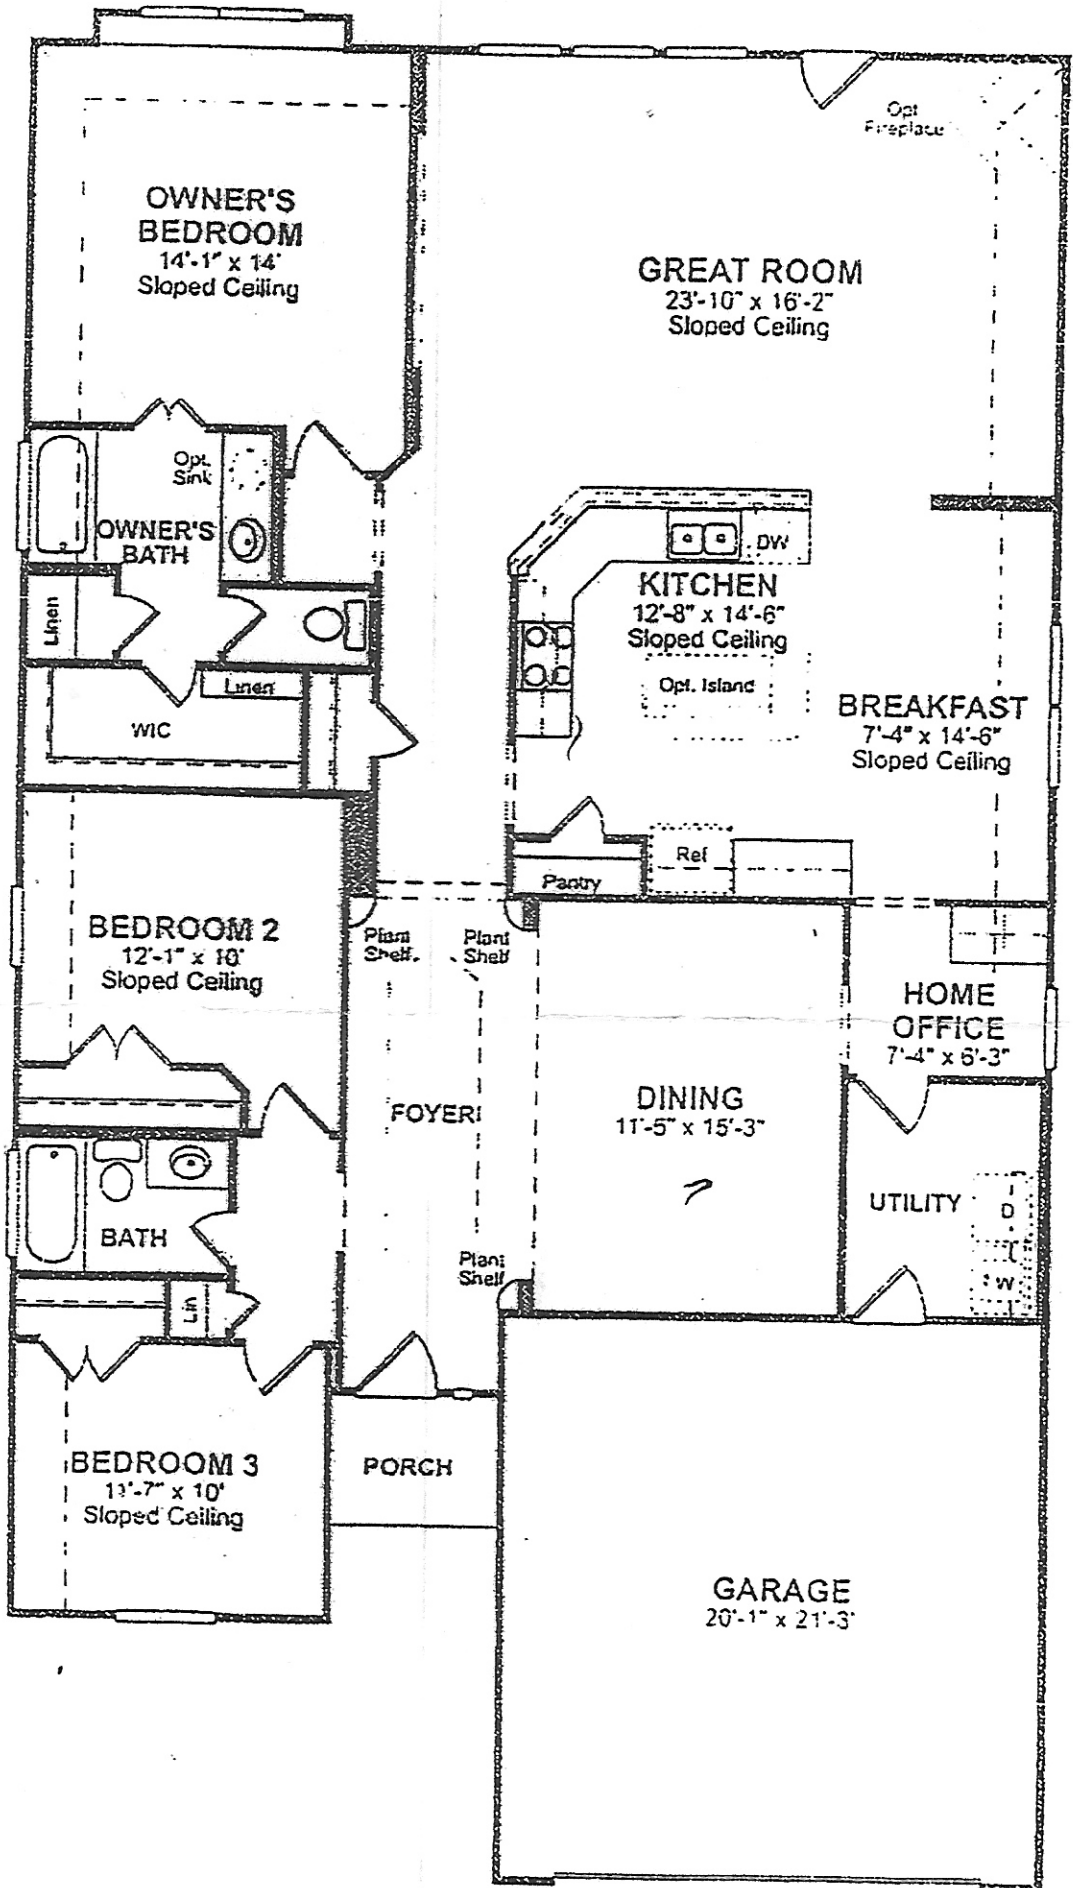 Opt
Fireplace
OWNER'S
BEDROOM
14'-1" x 14'
Sloped Ceiling
GREAT ROOM
23'-10" x 16'-2"
Sloped Ceiling
Opt.
Sink
OWNER'S
BATH
DW
KITCHEN
12'-8" x 14'-6"
Sloped Ceiling
Linen
Opt. Island
Linen
WIC
BREAKFAST
7'-4" x 14'-6"
Sloped Ceiling
Ref
Pantry
BEDROOM 2
12'-1" x 10'
Sloped Ceiling
Plant
Shelf
Plant
Shelf
HOME
OFFICE
7'-4" x 6'-3"
FOYER
DINING
11'-5" x 15'-3"
UTILITY
D
W
BATH
Plant
Shelf
Lin
BEDROOM 3
11'-7" x 10'
Sloped Ceiling
PORCH
GARAGE
20'-1" x 21'-3"